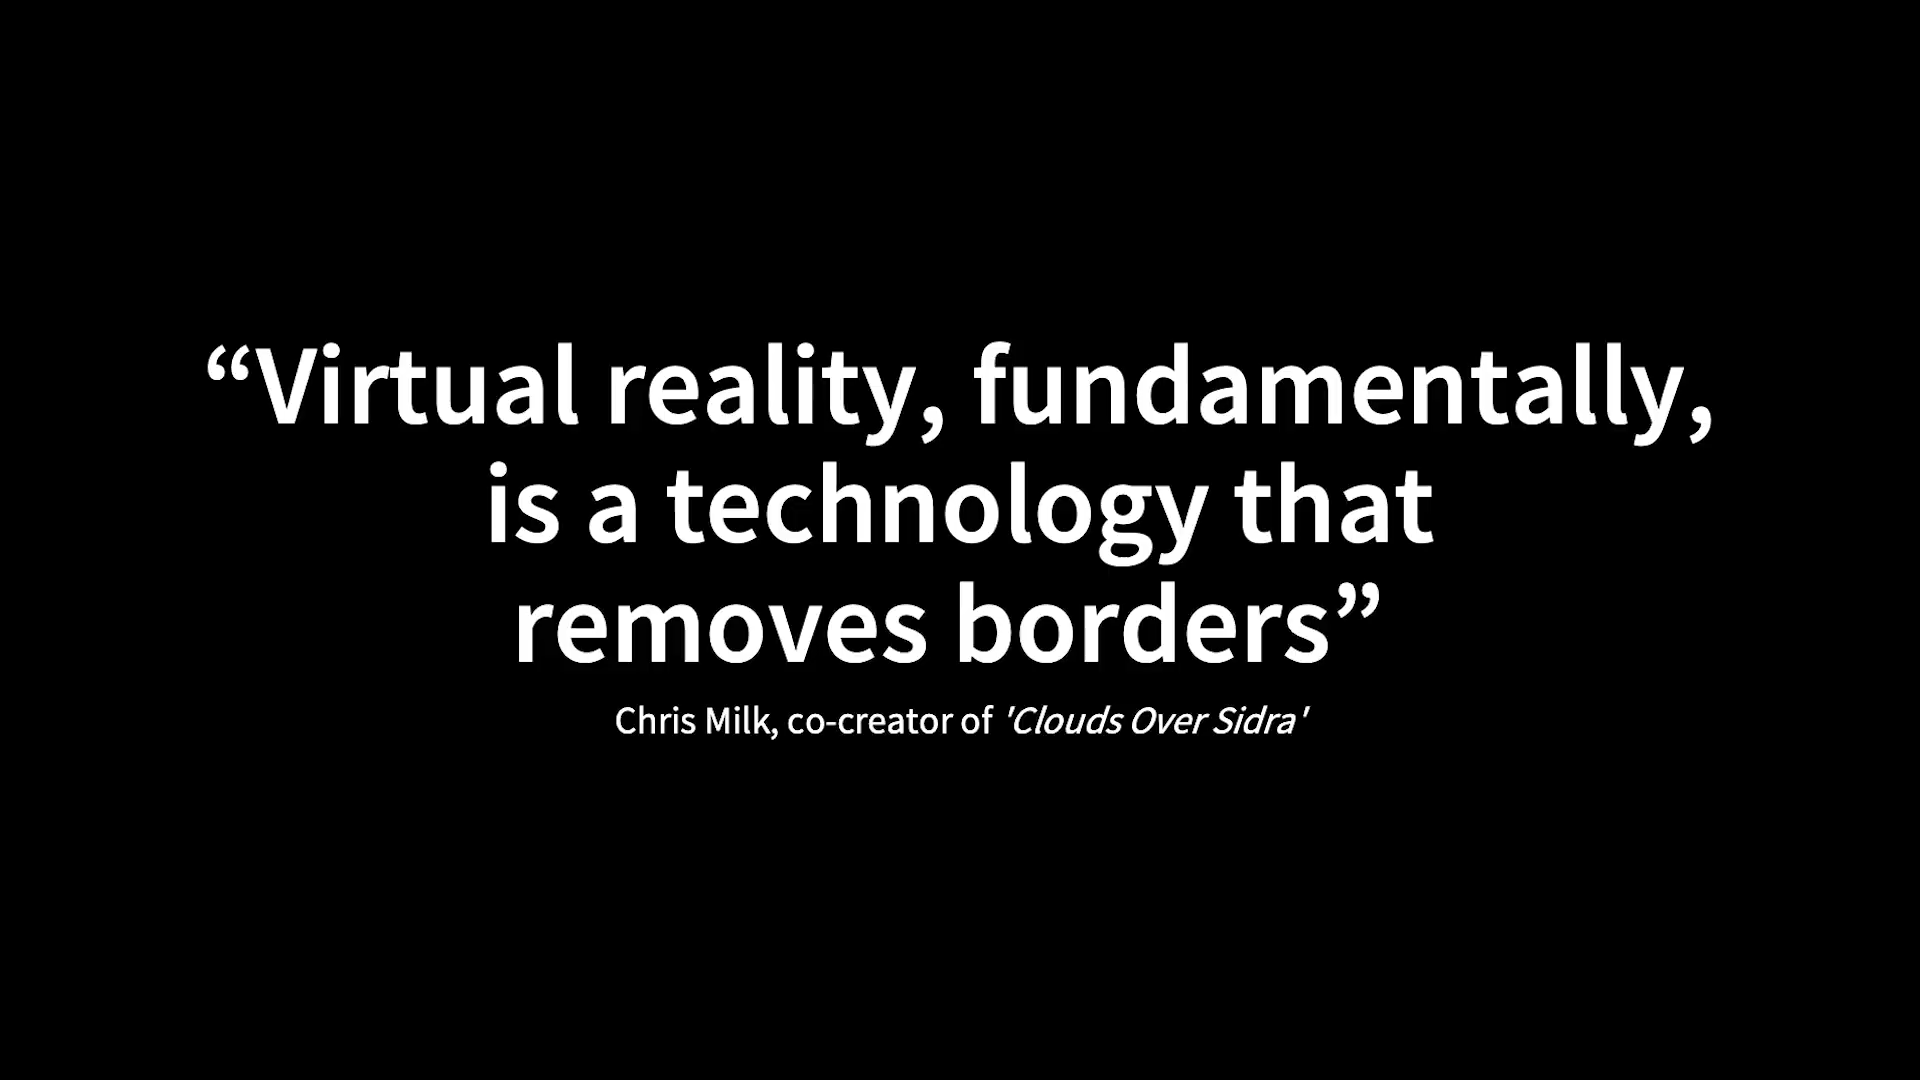 “Virtual reality, fundamentally,
is a technology that
removes borders”
Chris Milk, co-creator of 'Clouds Over Sidra'